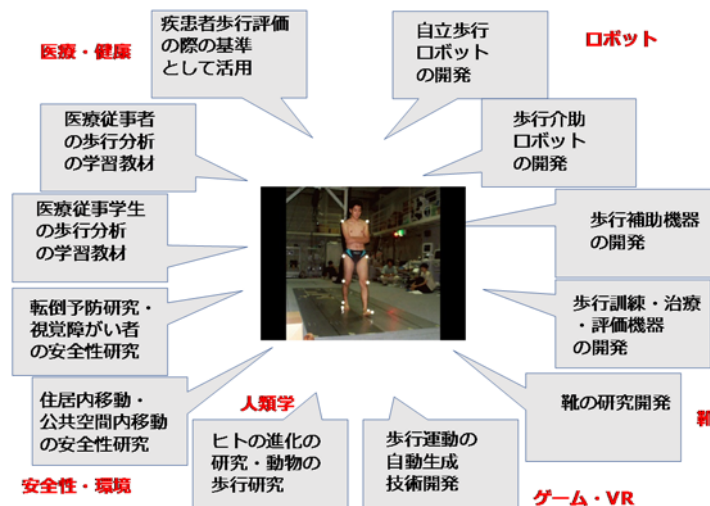 医療・健康
疾患者歩行評価
の際の基準
として活用
自立歩行
ロボット
の開発
ロボット
医療従事者
の歩行分析
の学習教材
歩行介助
ロボット
の開発
医療従事学生
の歩行分析
の学習教材
歩行補助機器
の開発
転倒予防研究・
視覚障がい者
の安全性研究
歩行訓練・治療
・評価機器
の開発
住居内移動・
公共空間内移動
の安全性研究
靴の研究開発
靴
人類学
ヒトの進化の
研究・動物の
歩行研究
歩行運動の
自動生成
技術開発
安全性・環境
ゲーム・VR